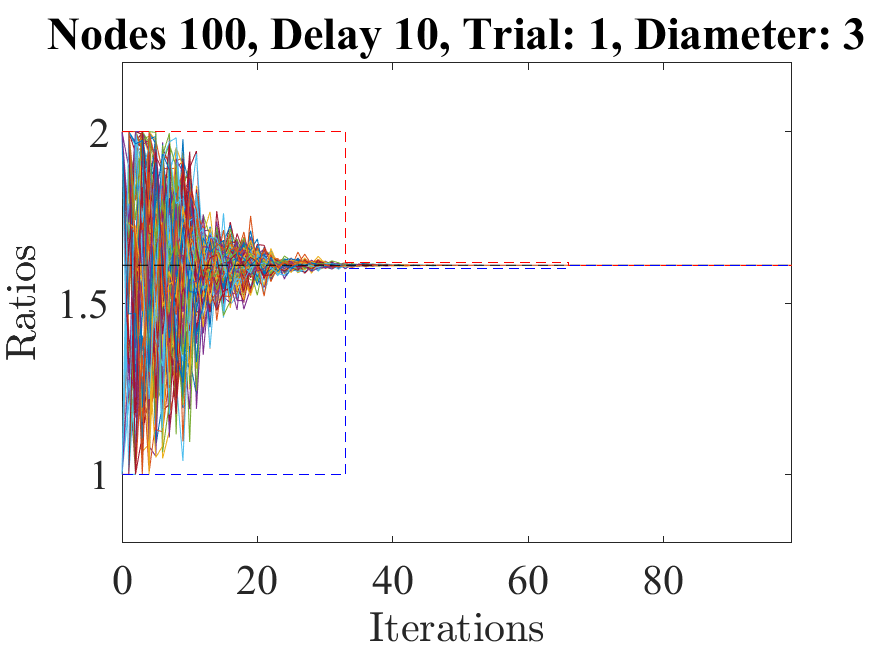 Nodes 100, Delay 10, Trial: 1, Diameter: 3
2
1.5
1
Ratios
0 20 40 60 80
Iterations